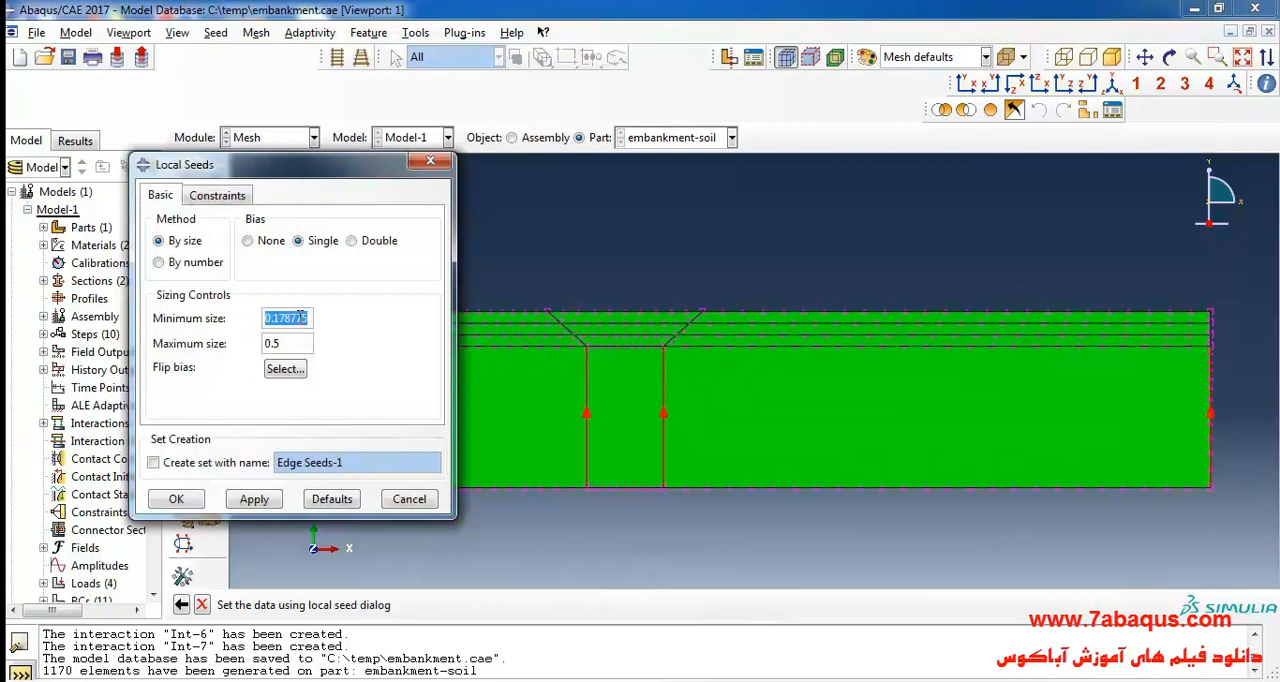 Abaqus/CAE 2017 - Model Database: C:\temp\embankment.cae [Viewport: 1]
File Model Viewport View Seed Mesh Adaptivity Feature Tools Plug-ins Help
All
Mesh defaults
1 2 3 4
Model Results Module: Mesh Model: Model-1 Object: Assembly Part: embankment-soil
Model
Models (1)
Model-1
Parts (1)
Materials (2
Calibrations
Sections (2)
Profiles
Assembly
Steps (10)
Field Outpu
History Out
Time Points
ALE Adaptiv
Interactions
Interaction
Contact Co
Contact Init
Contact Sta
Constraints
Connector Sect
Fields
Amplitudes
Loads (4)
BCs (11)
Local Seeds
Basic Constraints
Method
By size
By number
Bias
None Single Double
Sizing Controls
Minimum size: 0.178775
Maximum size: 0.5
Flip bias: Select...
Set Creation
Create set with name: Edge Seeds-1
OK Apply Defaults Cancel
Y
X
Z X
Set the data using local seed dialog
SIMULIA
www.7abaqus.com
دانلود فیلم های آموزش آباکوس
The interaction "Int-6" has been created.
The interaction "Int-7" has been created.
The model database has been saved to "C:\temp\embankment.cae".
1170 elements have been generated on part: embankment-soil
>>>